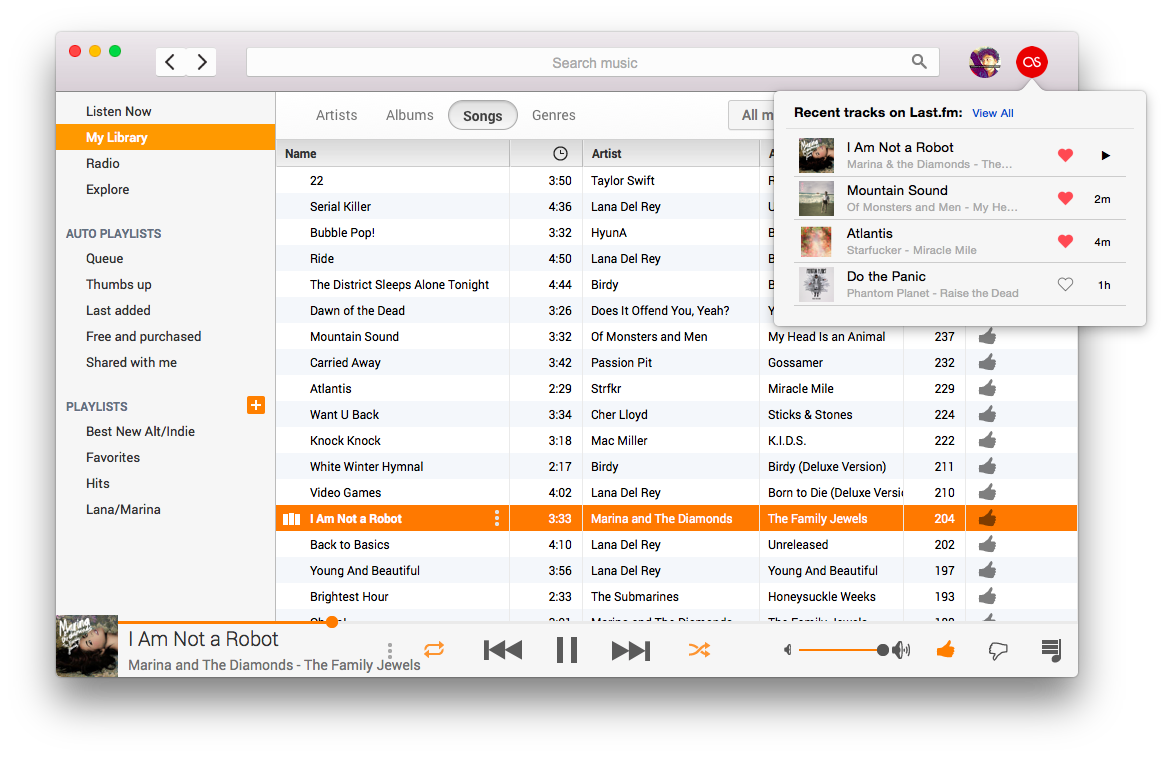 Search music
Listen Now
My Library
Radio
Explore
AUTO PLAYLISTS
Queue
Thumbs up
Last added
Free and purchased
Shared with me
PLAYLISTS
Best New Alt/Indie
Favorites
Hits
Lana/Marina
Artists Albums Songs Genres All m
Recent tracks on Last.fm: View All
I Am Not a Robot
Marina & the Diamonds - The...
Mountain Sound
Of Monsters and Men - My He... 2m
Atlantis
Starfucker - Miracle Mile 4m
Do the Panic
Phantom Planet - Raise the Dead 1h
Name Artist A
22 3:50 Taylor Swift R
Serial Killer 4:36 Lana Del Rey U
Bubble Pop! 3:32 HyunA B
Ride 4:50 Lana Del Rey B
The District Sleeps Alone Tonight 4:44 Birdy B
Dawn of the Dead 3:26 Does It Offend You, Yeah? Y
Mountain Sound 3:32 Of Monsters and Men My Head Is an Animal 237
Carried Away 3:42 Passion Pit Gossamer 232
Atlantis 2:29 Strfkr Miracle Mile 229
Want U Back 3:34 Cher Lloyd Sticks & Stones 224
Knock Knock 3:18 Mac Miller K.I.D.S. 222
White Winter Hymnal 2:17 Birdy Birdy (Deluxe Version) 211
Video Games 4:02 Lana Del Rey Born to Die (Deluxe Versi 210
I Am Not a Robot 3:33 Marina and The Diamonds The Family Jewels 204
Back to Basics 4:10 Lana Del Rey Unreleased 202
Young And Beautiful 3:56 Lana Del Rey Young And Beautiful 197
Brightest Hour 2:33 The Submarines Honeysuckle Weeks 193
I Am Not a Robot
Marina and The Diamonds - The Family Jewels